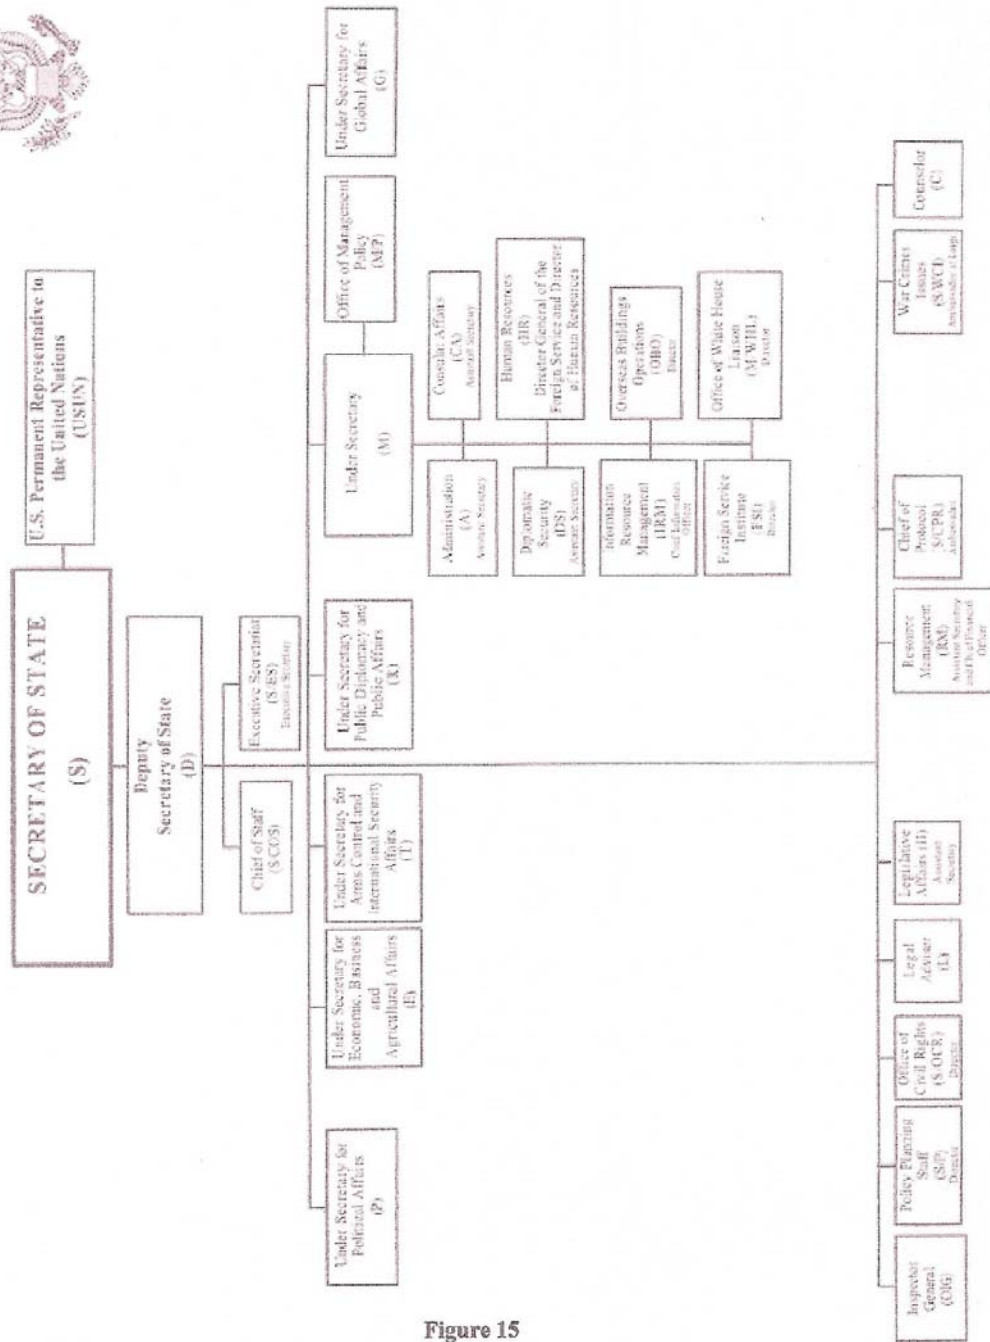 SECRETARY OF STATE
(S)
U.S. Permanent Representative to
the United Nations
(USUN)
Deputy
Secretary of State
(D)
Chief of Staff
(S/COS)
Executive Secretariat
(S/ES)
Executive Secretary
Under Secretary for
Political Affairs
(P)
Under Secretary for
Economic, Business
and
Agricultural Affairs
(E)
Under Secretary for
Arms Control and
International Security
Affairs
(T)
Under Secretary for
Public Diplomacy and
Public Affairs
(R)
Under Secretary
(M)
Office of Management
Policy
(M/P)
Under Secretary for
Global Affairs
(G)
Administration
(A)
Assistant Secretary
Consular Affairs
(CA)
Assistant Secretary
Diplomatic
Security
(DS)
Assistant Secretary
Human Resources
(HR)
Director General of the
Foreign Service and Director
of Human Resources
Information
Resource
Management
(IRM)
Chief Information
Officer
Overseas Buildings
Operations
(OBO)
Director
Foreign Service
Institute
(FSI)
Director
Office of White House
Liaison
(M/WHL)
Director
Inspector
General
(OIG)
Policy Planning
Staff
(S/P)
Director
Office of
Civil Rights
(S/OCR)
Director
Legal
Adviser
(L)
Legislative
Affairs (H)
Assistant
Secretary
Resource
Management
(RM)
Assistant Secretary
and Chief Financial
Officer
Chief of
Protocol
(S/CPR)
Ambassador
War Crimes
Issues
(S/WCI)
Ambassador at Large
Counselor
(C)
Figure 15